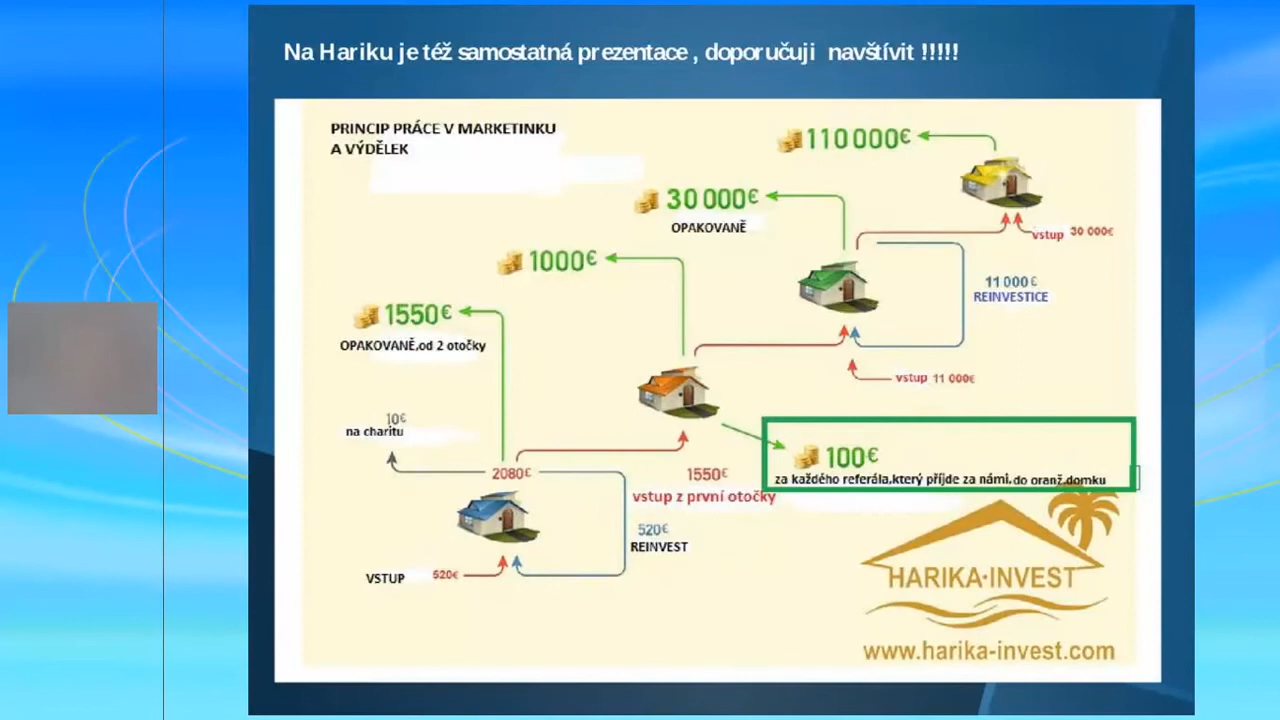 Na Hariku je též samostatná prezentace , doporučuji navštívit !!!!!
PRINCIP PRÁCE V MARKETINKU
A VÝDĚLEK
110 000€
30 000€
OPAKOVANĚ
vstup 30 000€
1000€
11 000€
REINVESTICE
1550€
OPAKOVANĚ,od 2 otočky
vstup 11 000€
10€
na charitu
100€
za každého referála,který příjde za námi,do oranž.domku
2080€
1550€
vstup z první otočky
520€
REINVEST
VSTUP 520€
HARIKA·INVEST
www.harika-invest.com